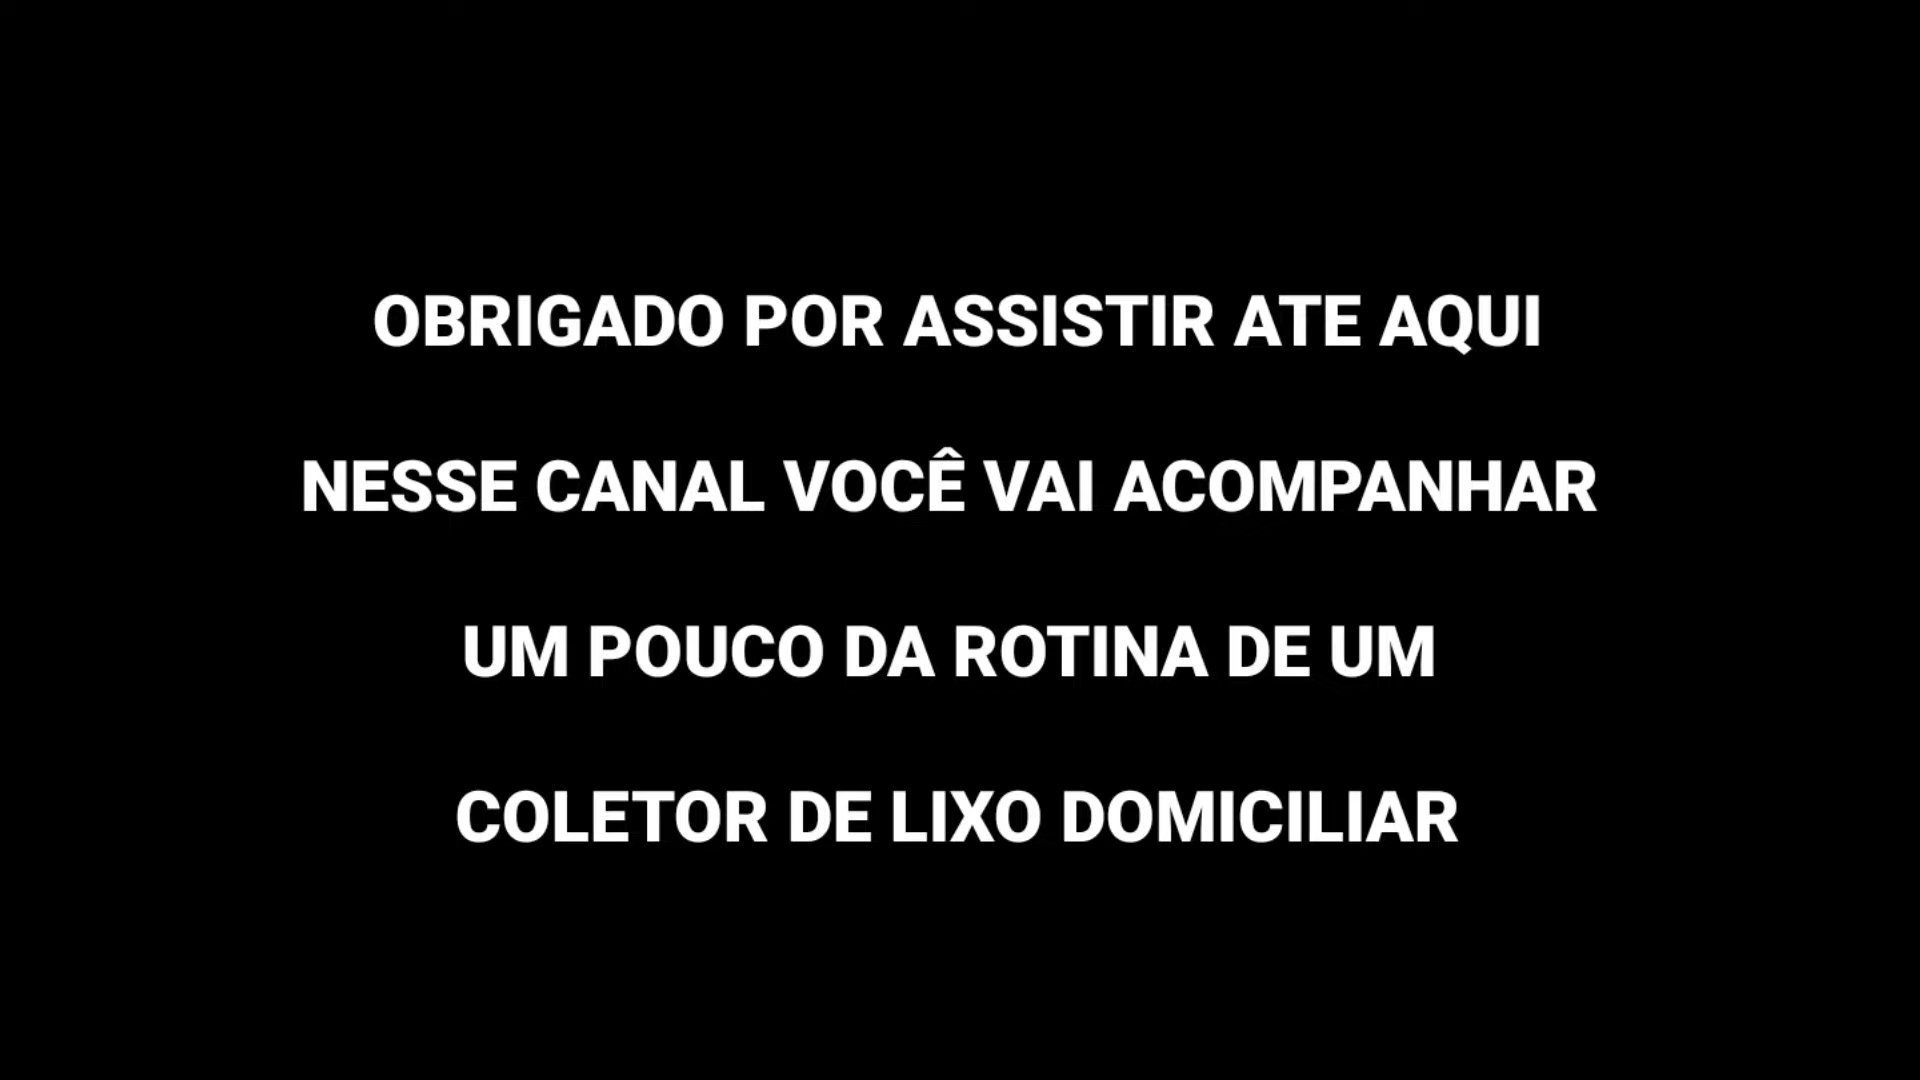 OBRIGADO POR ASSISTIR ATE AQUI
NESSE CANAL VOCÊ VAI ACOMPANHAR
UM POUCO DA ROTINA DE UM
COLETOR DE LIXO DOMICILIAR